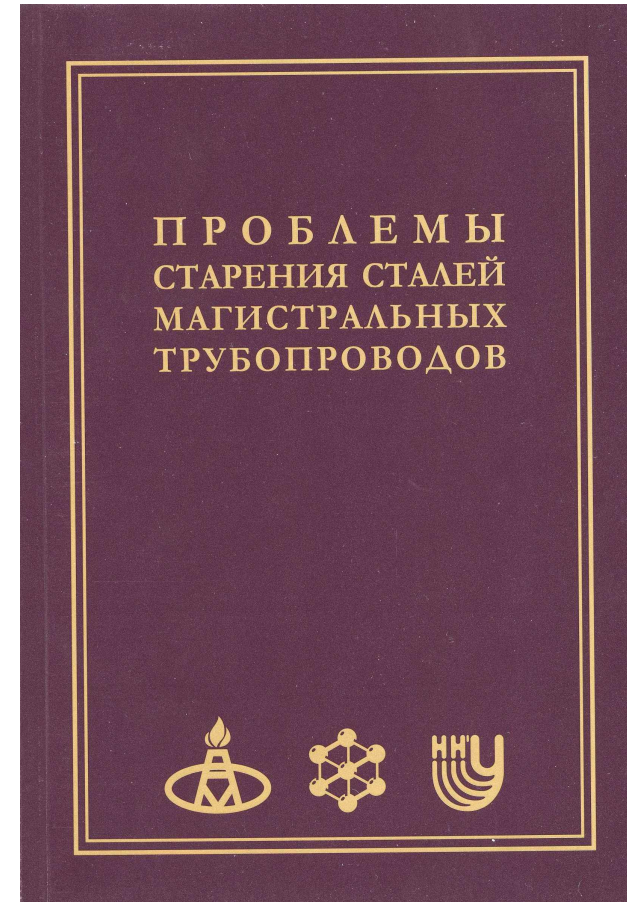 ПРОБЛЕМЫ
СТАРЕНИЯ СТАЛЕЙ
МАГИСТРАЛЬНЫХ
ТРУБОПРОВОДОВ
ННГУ